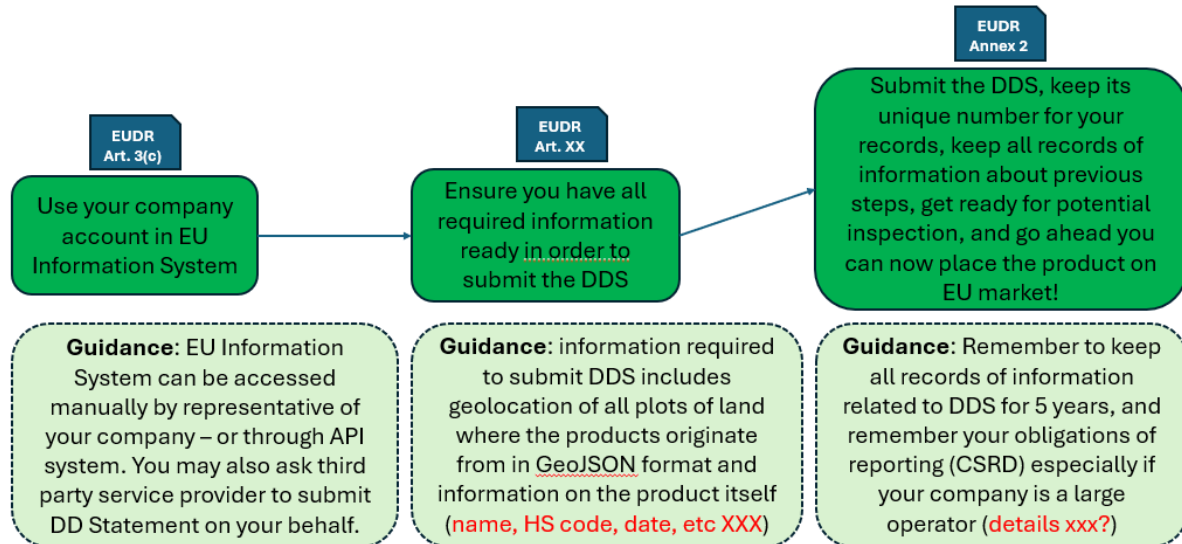 EUDR
Art. 3(c)
Use your company
account in EU
Information System
EUDR
Art. XX
Ensure you have all
required information
ready in order to
submit the DDS
EUDR
Annex 2
Submit the DDS, keep its
unique number for your
records, keep all records of
information about previous
steps, get ready for potential
inspection, and go ahead you
can now place the product on
EU market!
Guidance: EU Information
System can be accessed
manually by representative of
your company – or through API
system. You may also ask third
party service provider to submit
DD Statement on your behalf.
Guidance: information required
to submit DDS includes
geolocation of all plots of land
where the products originate
from in GeoJSON format and
information on the product itself
(name, HS code, date, etc XXX)
Guidance: Remember to keep
all records of information
related to DDS for 5 years, and
remember your obligations of
reporting (CSRD) especially if
your company is a large
operator (details xxx?)